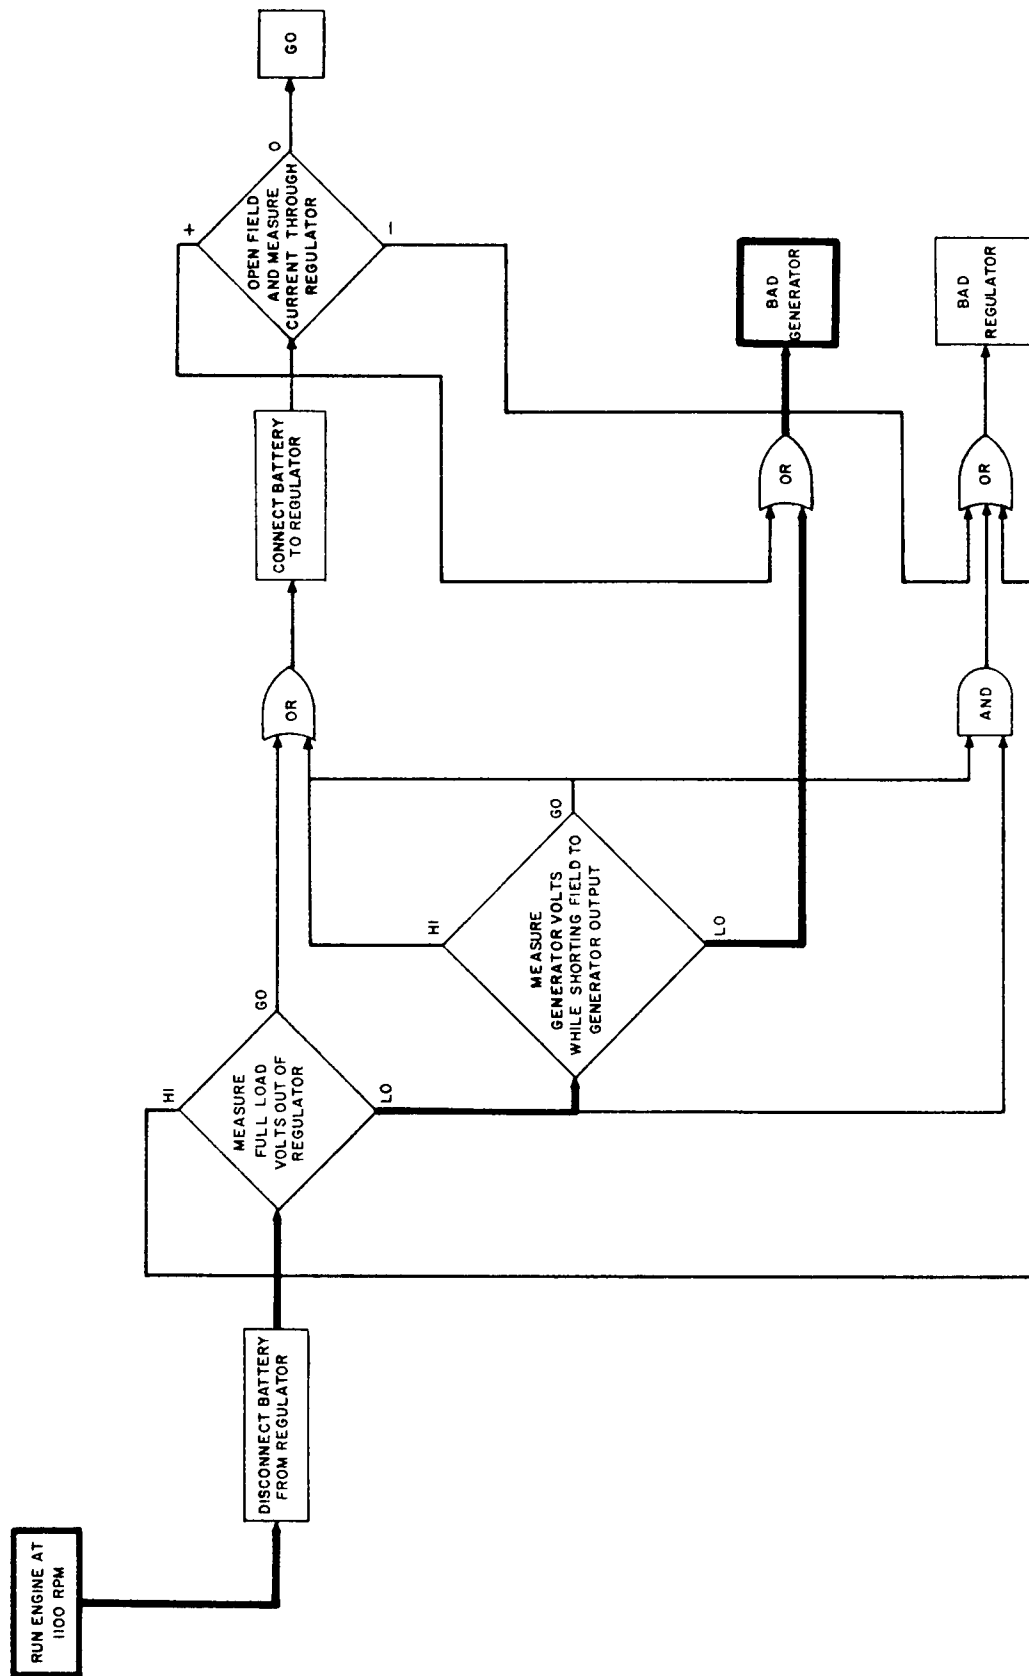 RUN ENGINE AT
1100 RPM
DISCONNECT BATTERY
FROM REGULATOR
MEASURE
FULL LOAD
VOLTS OUT OF
REGULATOR
HI
GO
LO
MEASURE
GENERATOR VOLTS
WHILE SHORTING FIELD TO
GENERATOR OUTPUT
HI
GO
LO
OR
CONNECT BATTERY
TO REGULATOR
OPEN FIELD
AND MEASURE
CURRENT THROUGH
REGULATOR
+
O
−
GO
OR
BAD
GENERATOR
AND
OR
BAD
REGULATOR